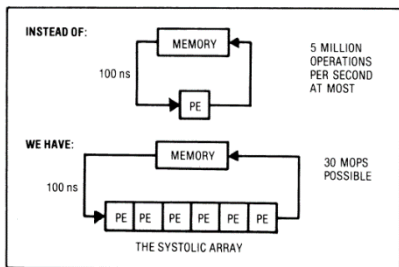 INSTEAD OF:
MEMORY
100 ns
PE
5 MILLION
OPERATIONS
PER SECOND
AT MOST
WE HAVE:
MEMORY
100 ns
30 MOPS
POSSIBLE
PE PE PE PE PE PE
THE SYSTOLIC ARRAY